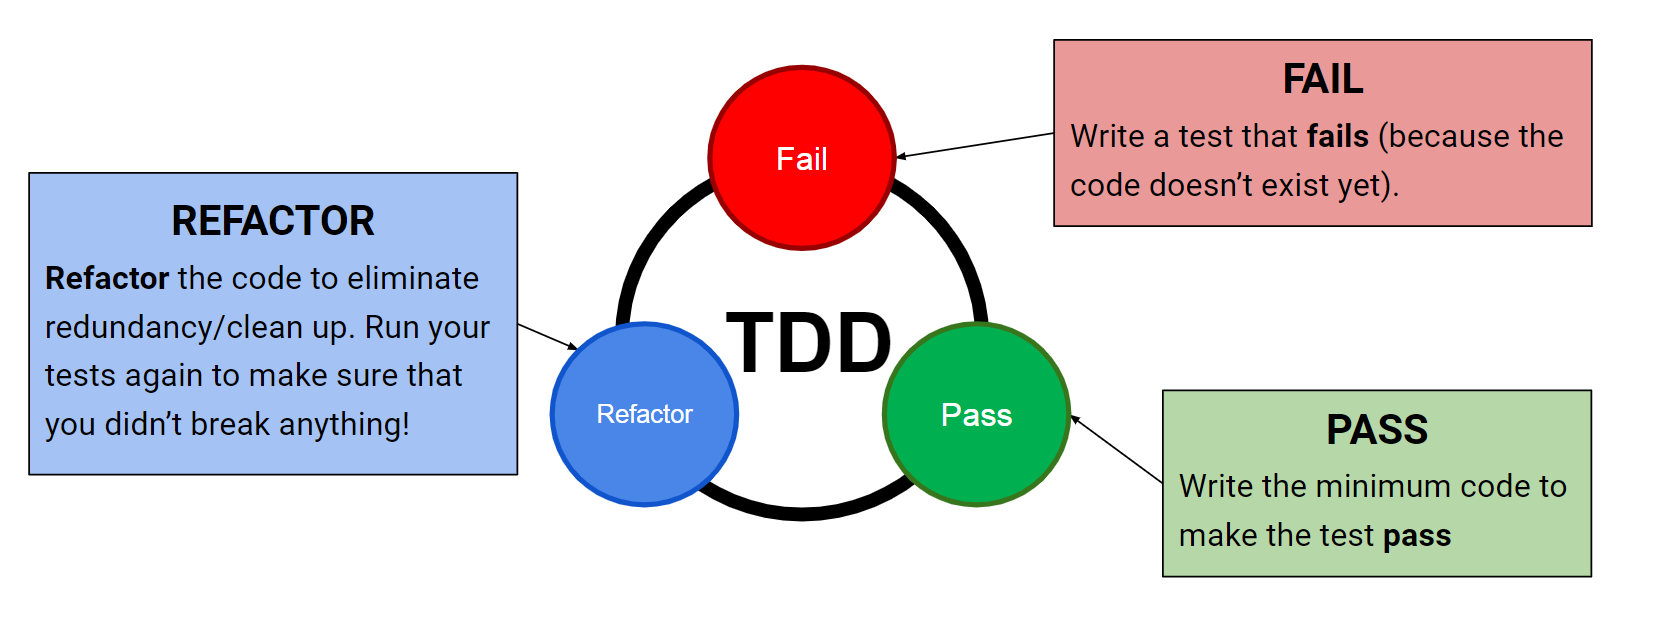 FAIL
Write a test that fails (because the
code doesn’t exist yet).
Fail
REFACTOR
Refactor the code to eliminate
redundancy/clean up. Run your
tests again to make sure that
you didn’t break anything!
TDD
Refactor
Pass
PASS
Write the minimum code to
make the test pass